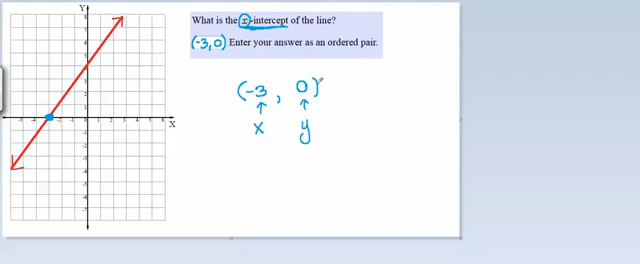 What is the x-intercept of the line?
(-3,0) Enter your answer as an ordered pair.
(-3, 0)
x y
Y
X